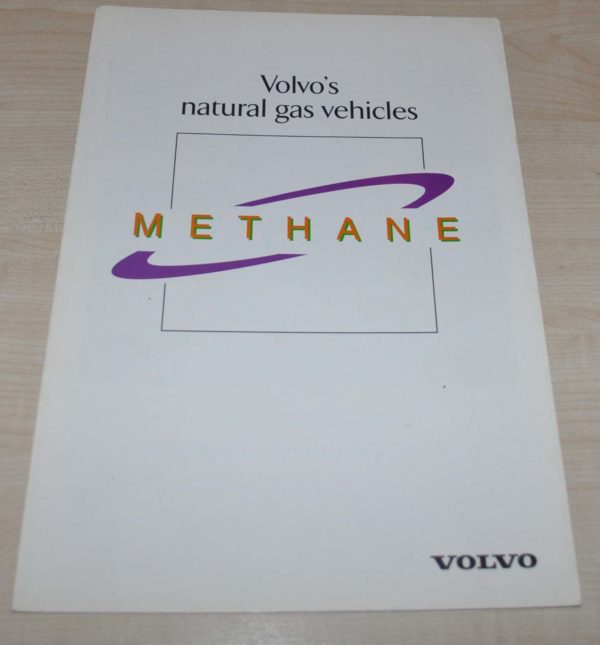 Volvo's
natural gas vehicles
METHANE
VOLVO